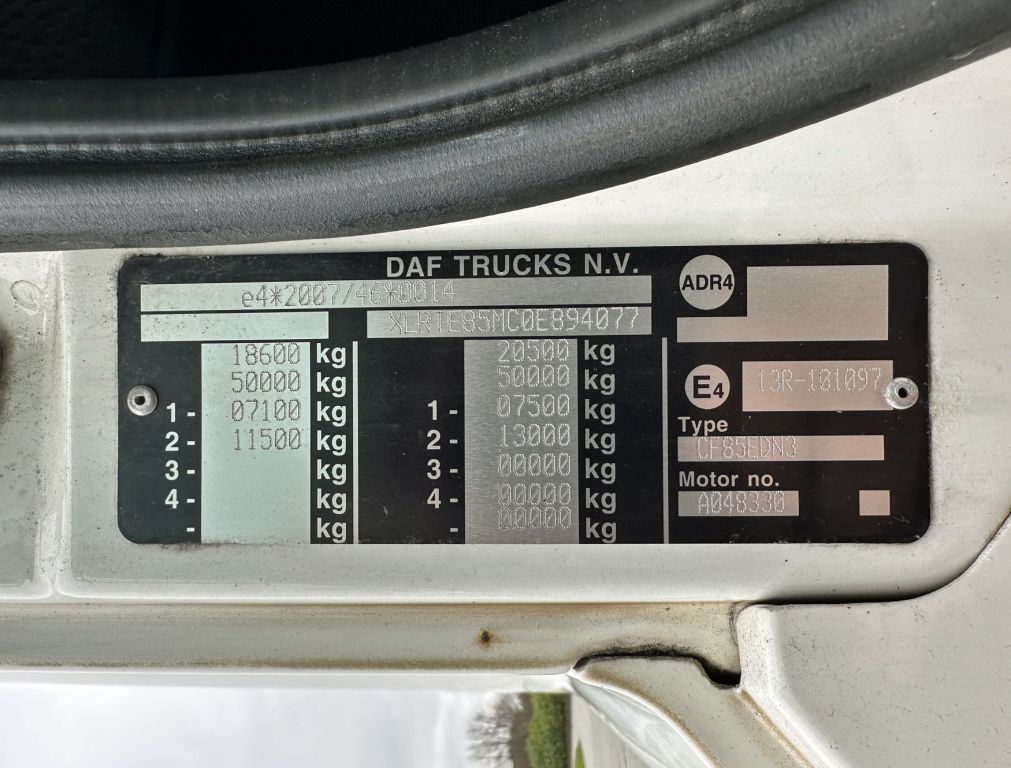 DAF TRUCKS N.V.
ADR4
e4*2007/46*0014
XLRTE85MC0E894077
18600 kg 20500 kg
50000 kg 50000 kg
1- 07100 kg 1- 07500 kg
2- 11500 kg 2- 13000 kg
3- kg 3- 00000 kg
4- kg 4- 00000 kg
- kg - 00000 kg
E4 13R-101097
Type
CF85EDN3
Motor no.
A048330